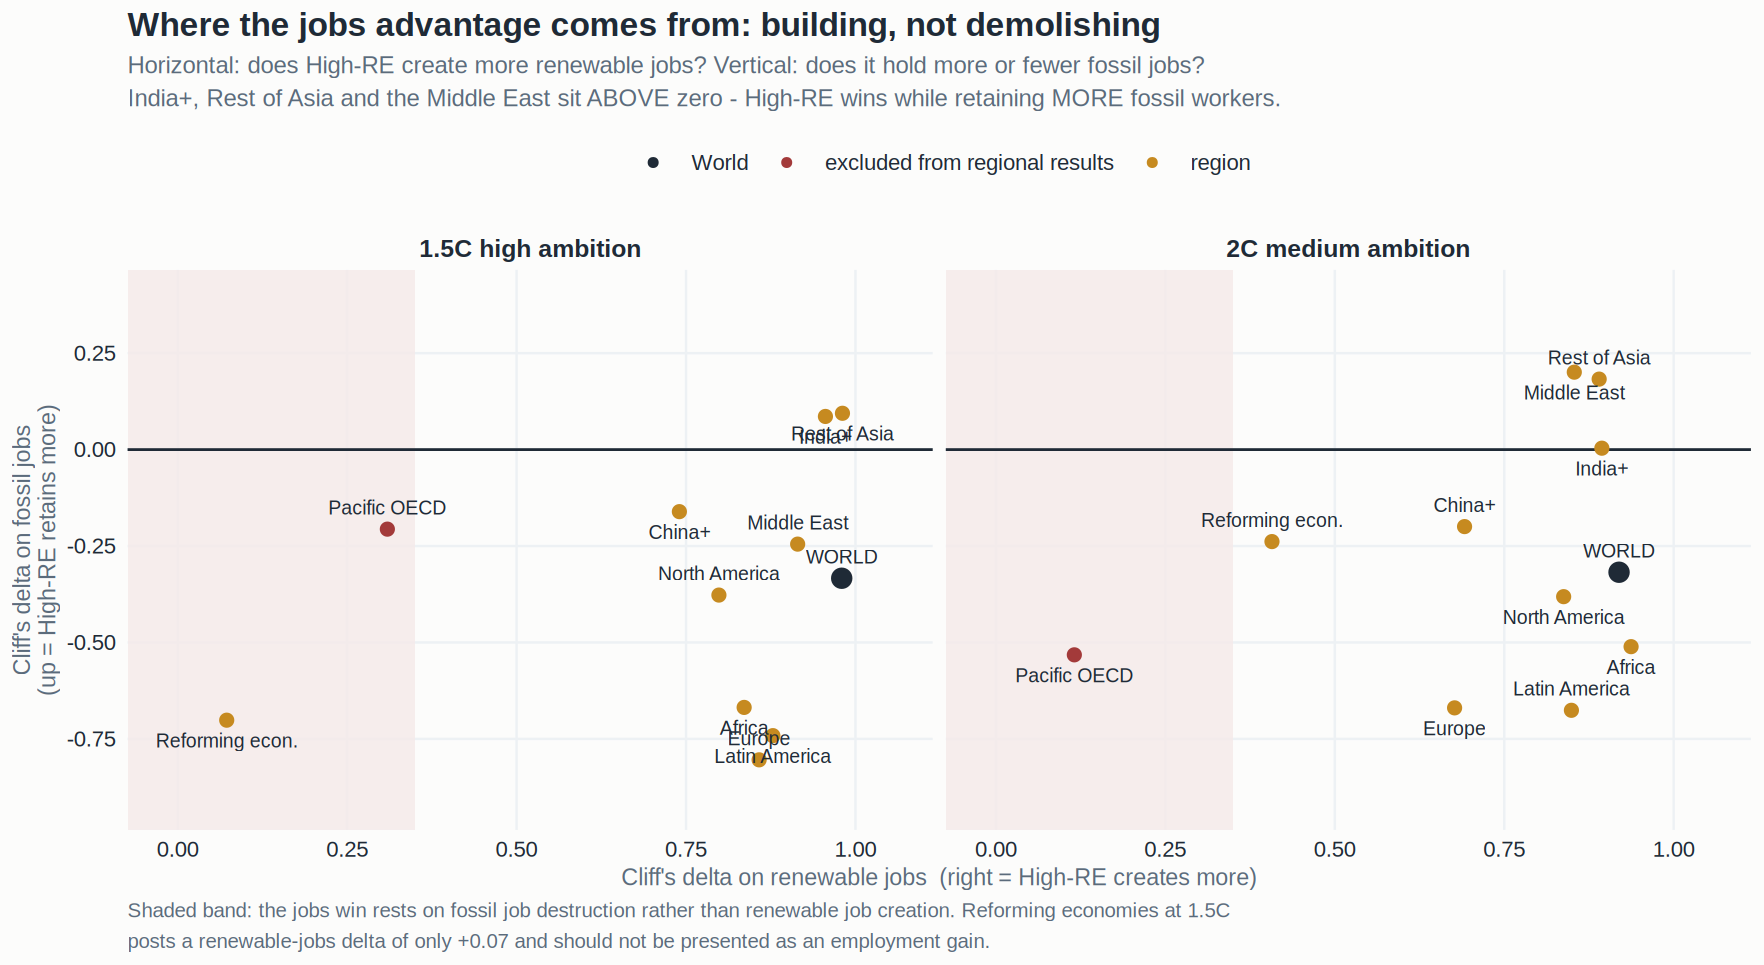 Where the jobs advantage comes from: building, not demolishing
Horizontal: does High-RE create more renewable jobs? Vertical: does it hold more or fewer fossil jobs?
India+, Rest of Asia and the Middle East sit ABOVE zero - High-RE wins while retaining MORE fossil workers.
World
excluded from regional results
region
1.5C high ambition
2C medium ambition
Cliff's delta on fossil jobs
(up = High-RE retains more)
0.25
0.00
-0.25
-0.50
-0.75
Rest of Asia
India+
Pacific OECD
China+
Middle East
WORLD
North America
Africa
Europe
Latin America
Reforming econ.
Rest of Asia
Middle East
India+
China+
Reforming econ.
WORLD
North America
Pacific OECD
Africa
Latin America
Europe
0.00
0.25
0.50
0.75
1.00
0.00
0.25
0.50
0.75
1.00
Cliff's delta on renewable jobs (right = High-RE creates more)
Shaded band: the jobs win rests on fossil job destruction rather than renewable job creation. Reforming economies at 1.5C
posts a renewable-jobs delta of only +0.07 and should not be presented as an employment gain.